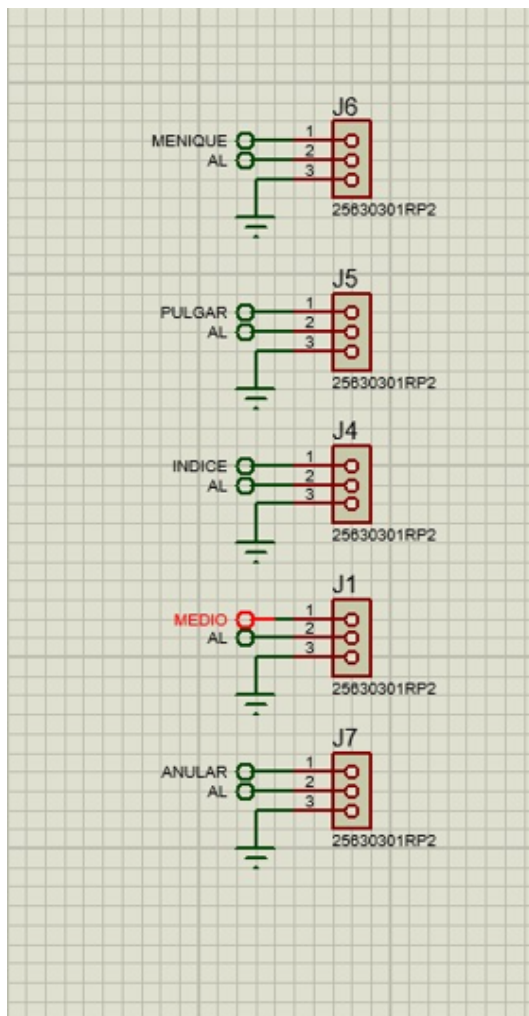 J6
MENIQUE 1
AL 2
3
25630301RP2
J5
PULGAR 1
AL 2
3
25630301RP2
J4
INDICE 1
AL 2
3
25630301RP2
J1
MEDIO 1
AL 2
3
25630301RP2
J7
ANULAR 1
AL 2
3
25630301RP2